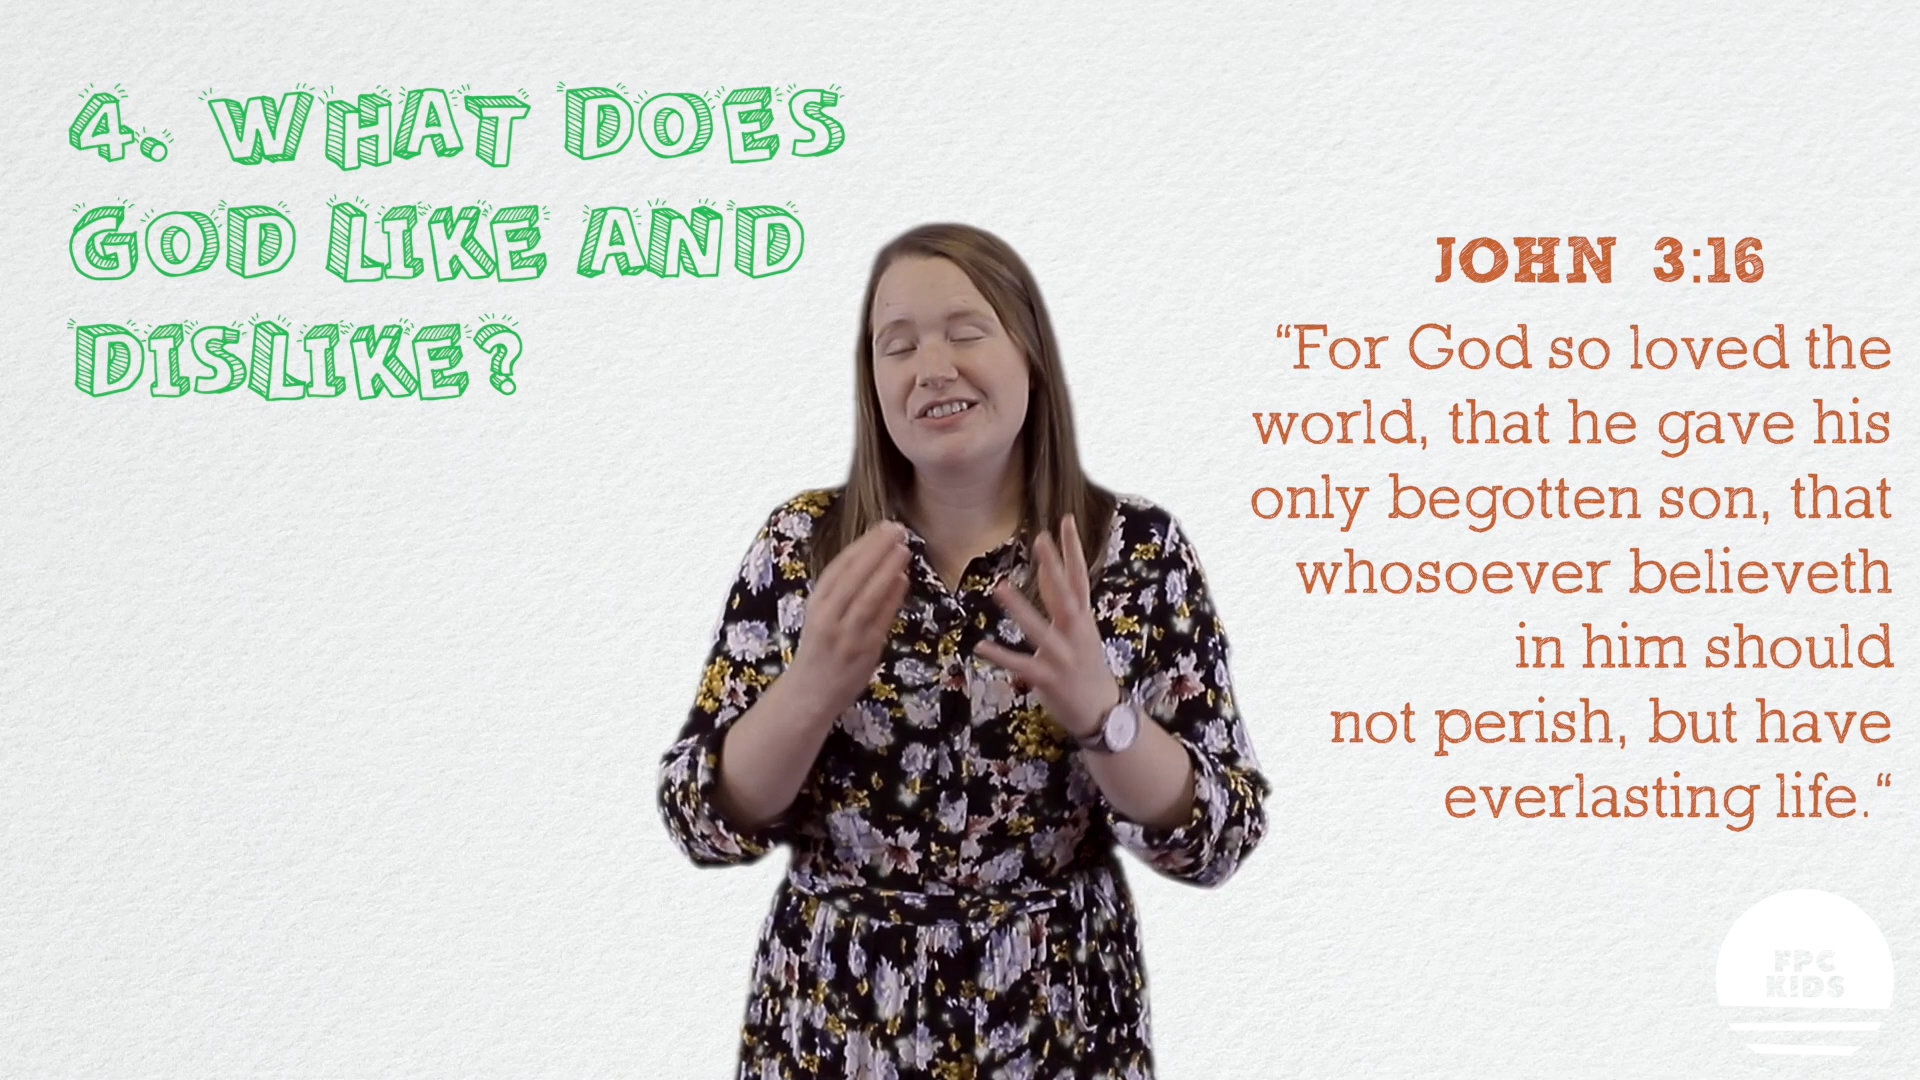 4. WHAT DOES
GOD LIKE AND
DISLIKE?
JOHN 3:16
“For God so loved the
world, that he gave his
only begotten son, that
whosoever believeth
in him should
not perish, but have
everlasting life.“
FPC
KIDS